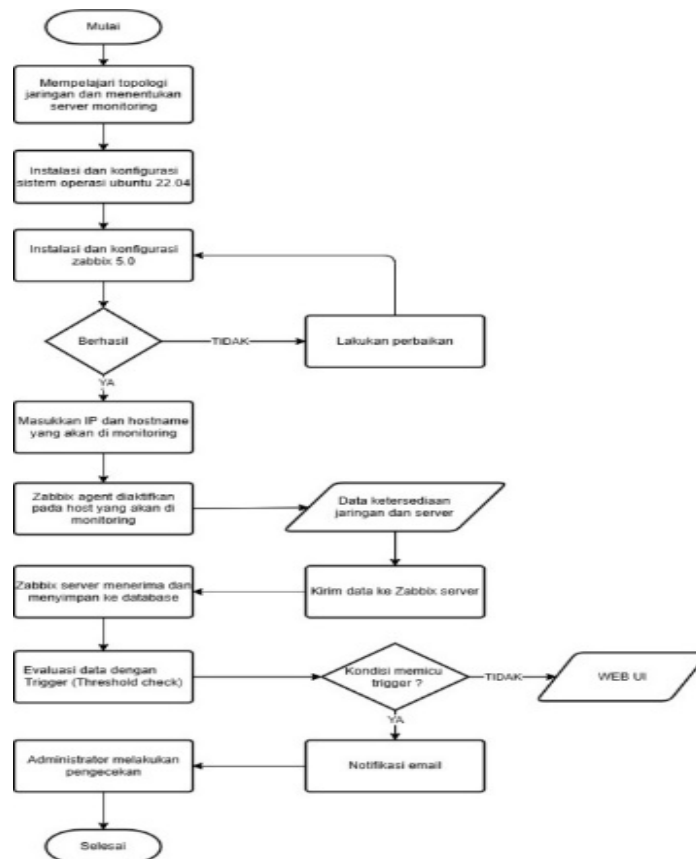 Mulai
Mempelajari topologi
jaringan dan menentukan
server monitoring
Instalasi dan konfigurasi
sistem operasi ubuntu 22.04
Instalasi dan konfigurasi
zabbix 5.0
Berhasil
TIDAK
Lakukan perbaikan
YA
Masukkan IP dan hostname
yang akan di monitoring
Zabbix agent diaktifkan
pada host yang akan di
monitoring
Data ketersediaan
jaringan dan server
Kirim data ke Zabbix server
Zabbix server menerima dan
menyimpan ke database
Evaluasi data dengan
Trigger (Threshold check)
Kondisi memicu
trigger ?
TIDAK
WEB UI
YA
Notifikasi email
Administrator melakukan
pengecekan
Selesai